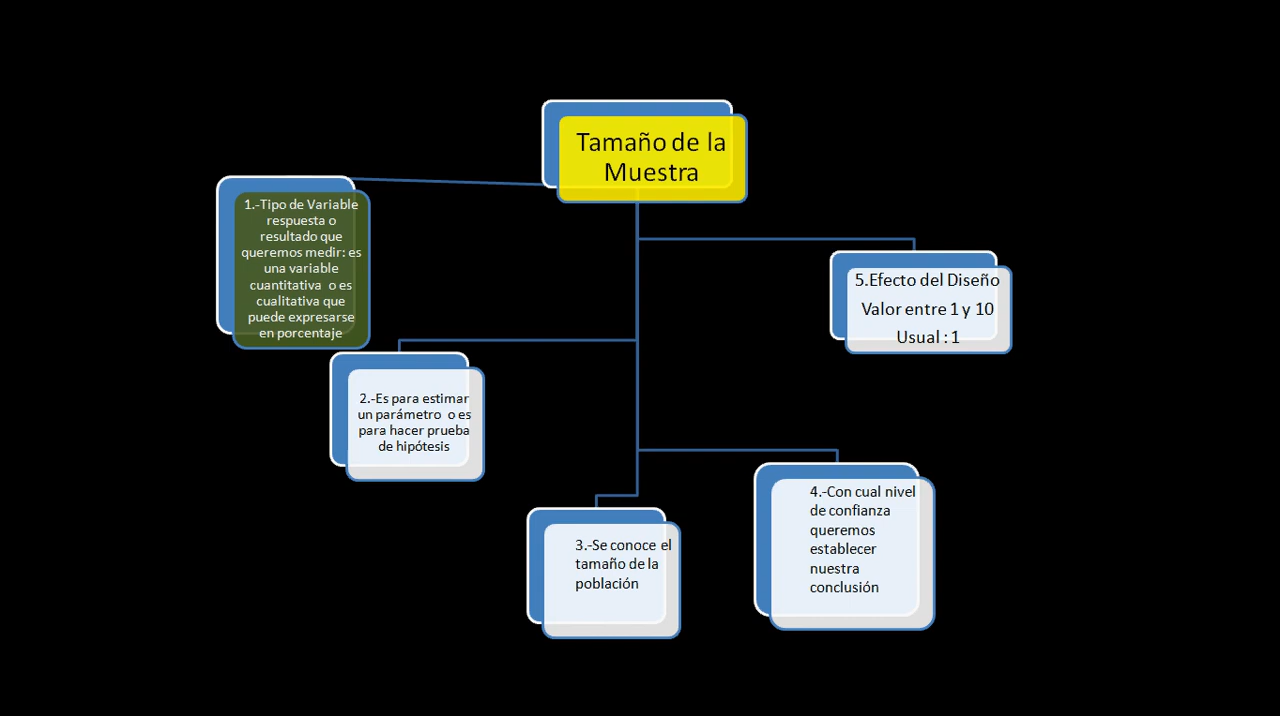 Tamaño de la
Muestra
1.-Tipo de Variable
respuesta o
resultado que
queremos medir: es
una variable
cuantitativa o es
cualitativa que
puede expresarse
en porcentaje
2.-Es para estimar
un parámetro o es
para hacer prueba
de hipótesis
3.-Se conoce el
tamaño de la
población
4.-Con cual nivel
de confianza
queremos
establecer
nuestra
conclusión
5.Efecto del Diseño
Valor entre 1 y 10
Usual : 1